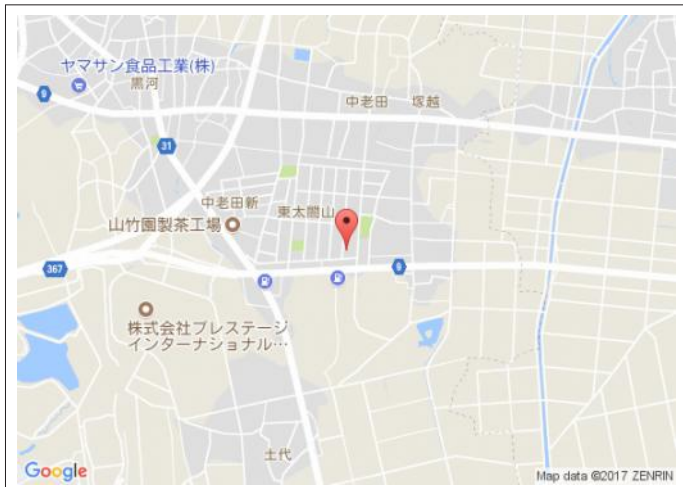 ヤマサン食品工業(株)
黒河
9
中老田
塚越
31
中老田新
東太閤山
山竹園製茶工場
367
9
株式会社プレステージ
インターナショナル…
土代
Google
Map data ©2017 ZENRIN